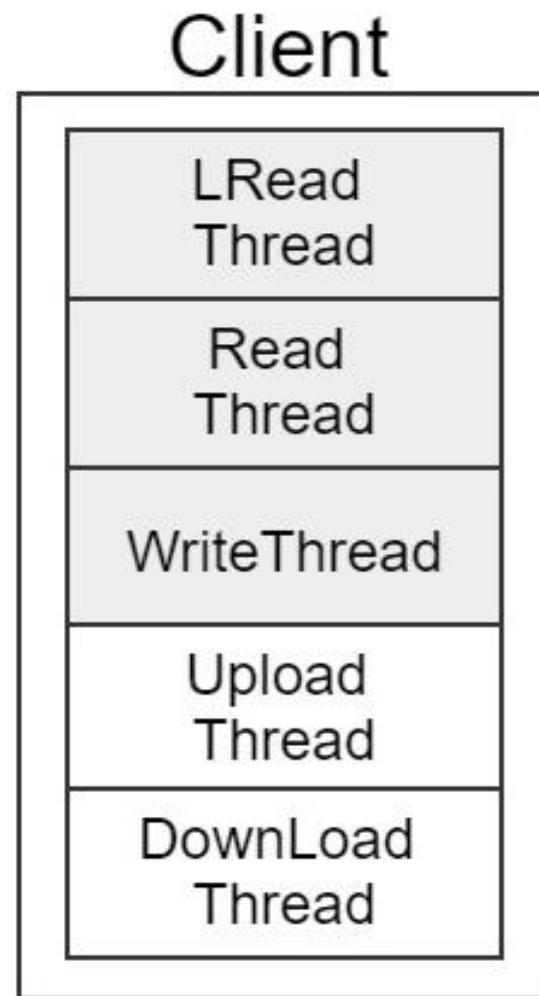 Client
LRead
Thread
Read
Thread
WriteThread
Upload
Thread
DownLoad
Thread